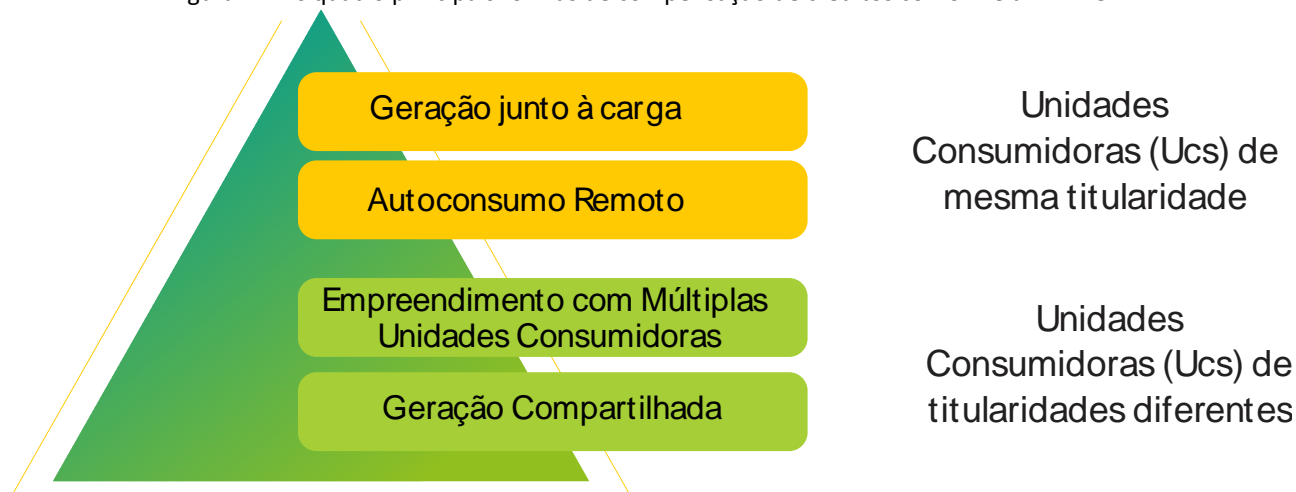 Geração junto à carga
Autoconsumo Remoto
Unidades
Consumidoras (Ucs) de
mesma titularidade
Empreendimento com Múltiplas
Unidades Consumidoras
Geração Compartilhada
Unidades
Consumidoras (Ucs) de
titularidades diferentes